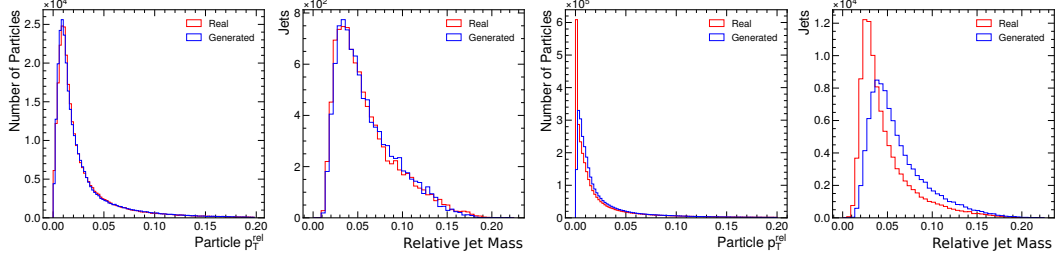 ×10⁴
Number of Particles
2.5
2.0
1.5
1.0
0.5
0.0
Real
Generated
0.00 0.05 0.10 0.15 0.20
Particle p_T^rel
×10²
Jets
8
6
4
2
0
Real
Generated
0.00 0.05 0.10 0.15 0.20
Relative Jet Mass
×10⁵
Number of Particles
6
5
4
3
2
1
0
Real
Generated
0.00 0.05 0.10 0.15 0.20
Particle p_T^rel
×10⁴
Jets
1.2
1.0
0.8
0.6
0.4
0.2
0.0
Real
Generated
0.00 0.05 0.10 0.15 0.20
Relative Jet Mass